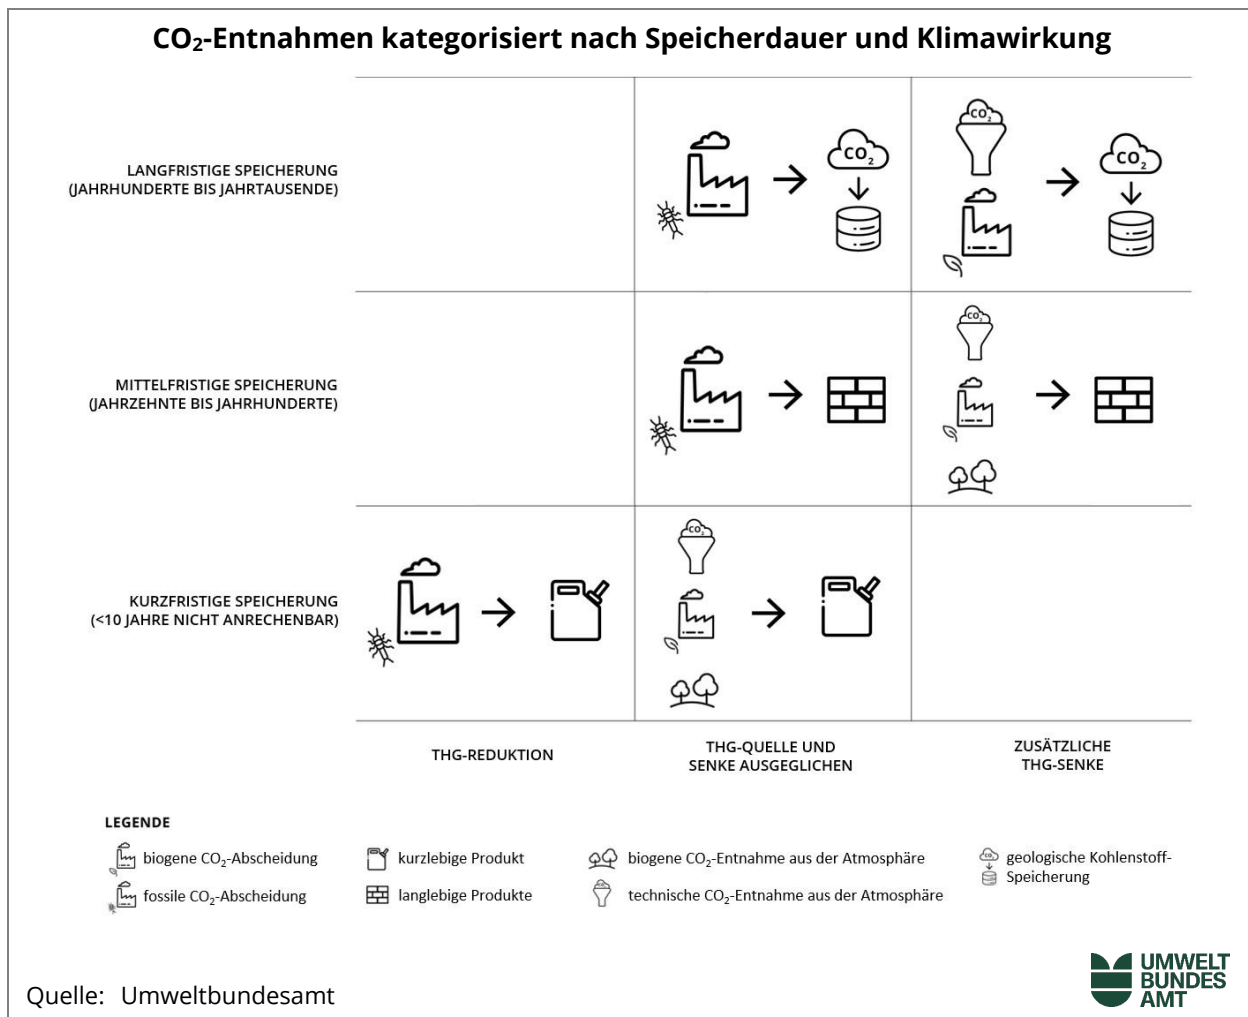 CO₂-Entnahmen kategorisiert nach Speicherdauer und Klimawirkung
LANGFRISTIGE SPEICHERUNG
(JAHRHUNDERTE BIS JAHRTAUSENDE)
CO₂
CO₂
CO₂
MITTELFRISTIGE SPEICHERUNG
(JAHRZEHNTE BIS JAHRHUNDERTE)
CO₂
KURZFRISTIGE SPEICHERUNG
(<10 JAHRE NICHT ANRECHENBAR)
CO₂
THG-REDUKTION
THG-QUELLE UND
SENKE AUSGEGLICHEN
ZUSÄTZLICHE
THG-SENKE
LEGENDE
biogene CO₂-Abscheidung
fossile CO₂-Abscheidung
kurzlebige Produkt
langlebige Produkte
biogene CO₂-Entnahme aus der Atmosphäre
technische CO₂-Entnahme aus der Atmosphäre
CO₂
geologische Kohlenstoff-
Speicherung
Quelle: Umweltbundesamt
UMWELT
BUNDES
AMT